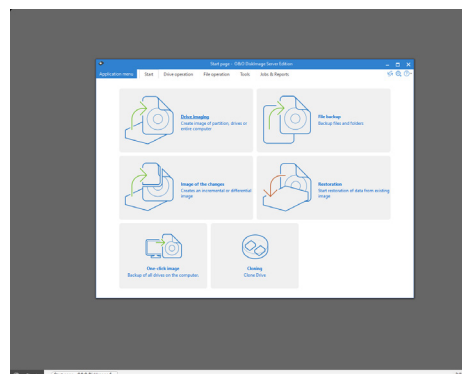 Start page - O&O DiskImage Server Edition
Application menu Start Drive operation File operation Tools Jobs & Reports
Drive imaging
Create image of partition, drives or
entire computer
File backup
Backup files and folders
Image of the changes
Creates an incremental or differential
image
Restoration
Start restoration of data from existing
image
One-click image
Backup of all drives on the computer.
Cloning
Clone Drive